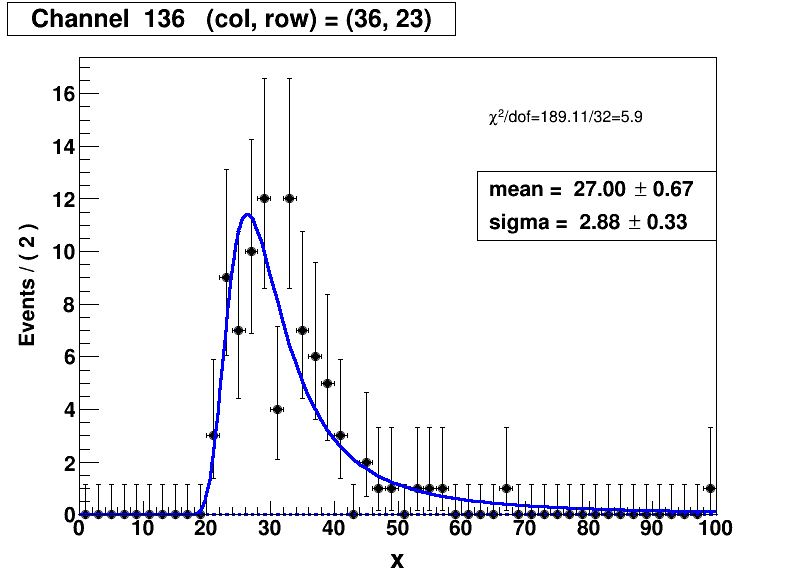 Channel 136 (col, row) = (36, 23)
χ²/dof=189.11/32=5.9
mean = 27.00 ± 0.67
sigma = 2.88 ± 0.33
Events / ( 2 )
16
14
12
10
8
6
4
2
0
0 10 20 30 40 50 60 70 80 90 100
x